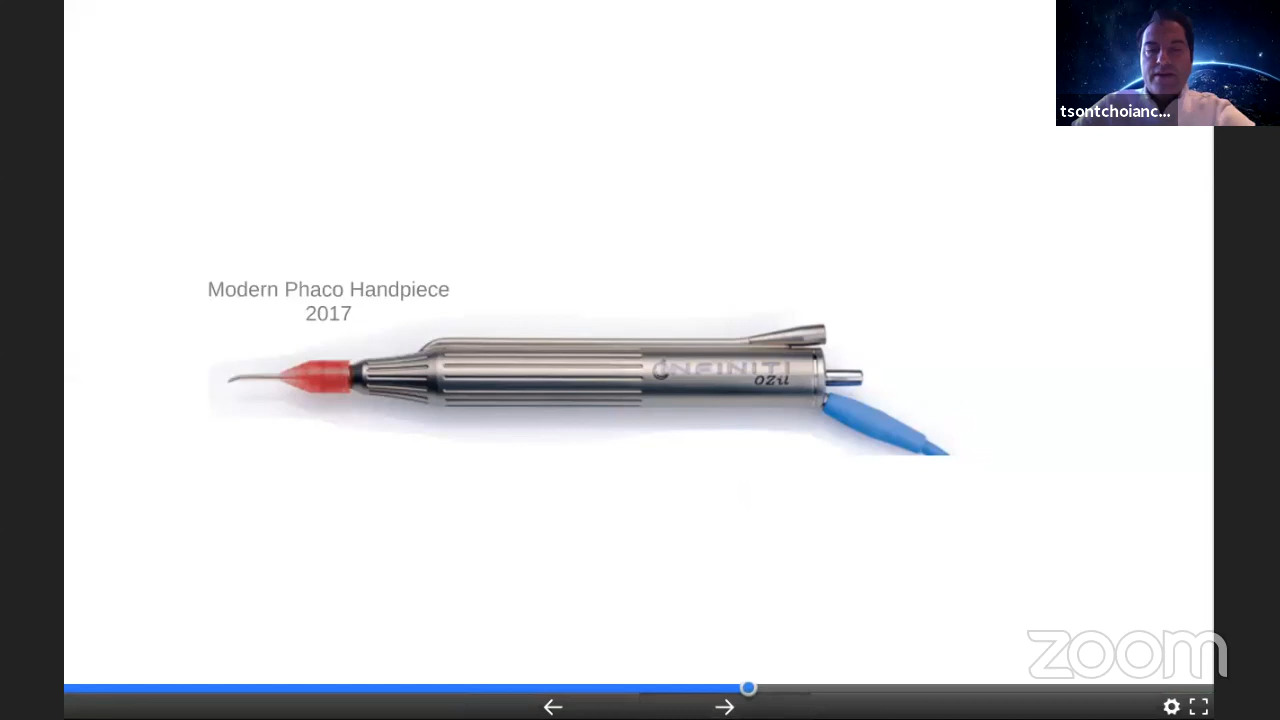 tsontchoianc...
Modern Phaco Handpiece
2017
INFINITI
OZil
zoom